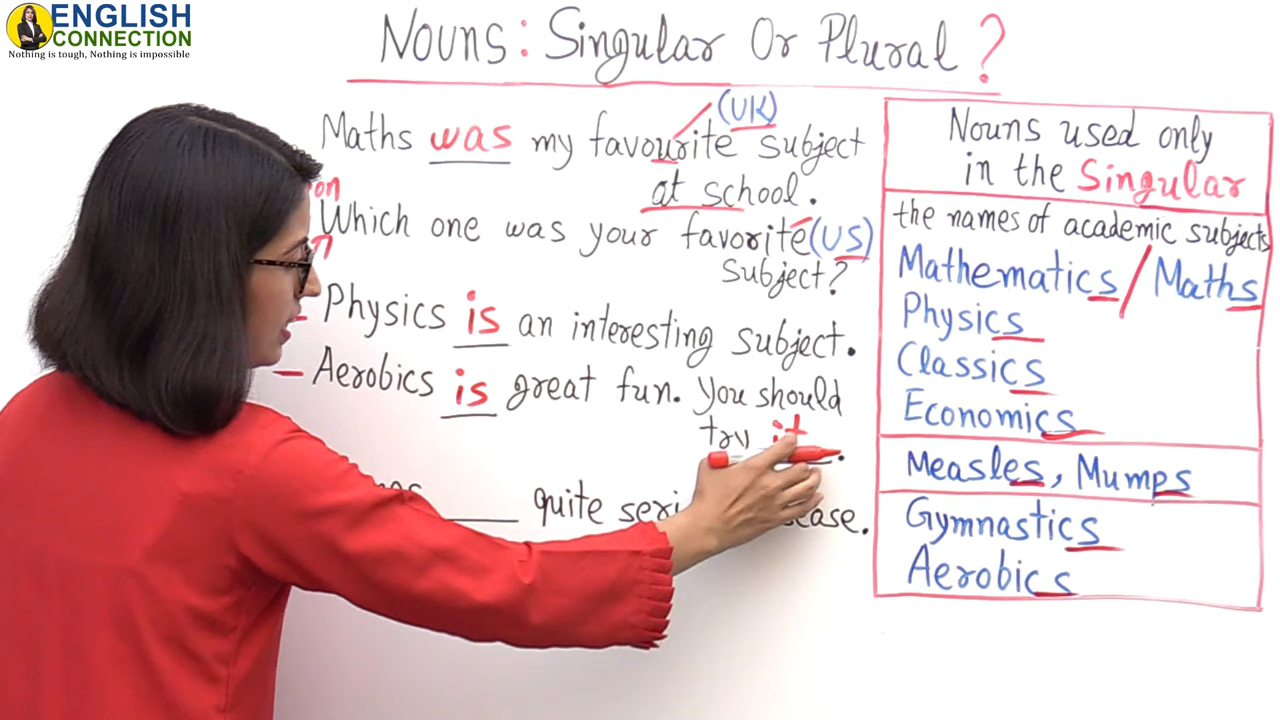 ENGLISH
CONNECTION
Nothing is tough, Nothing is impossible
Nouns: Singular Or Plural ?
(UK)
Maths was my favourite subject
at school.
on
Which one was your favorite (US)
subject?
Physics is an interesting subject.
Aerobics is great fun. You should
try it.
quite
Nouns used only
in the Singular
the names of academic subjects
Mathematics / Maths
Physics
Classics
Economics
Measles, Mumps
Gymnastics
Aerobics